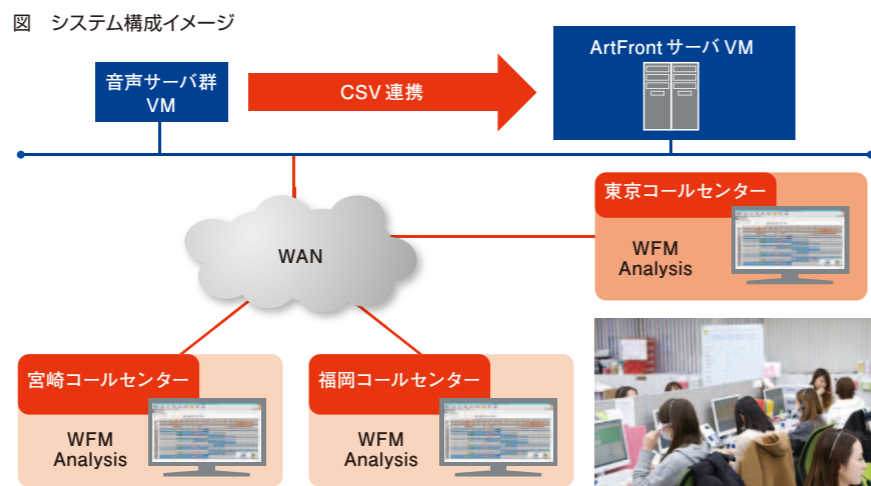 図 システム構成イメージ
音声サーバ群
VM
CSV 連携
ArtFront サーバ VM
WAN
東京コールセンター
WFM
Analysis
宮崎コールセンター
WFM
Analysis
福岡コールセンター
WFM
Analysis